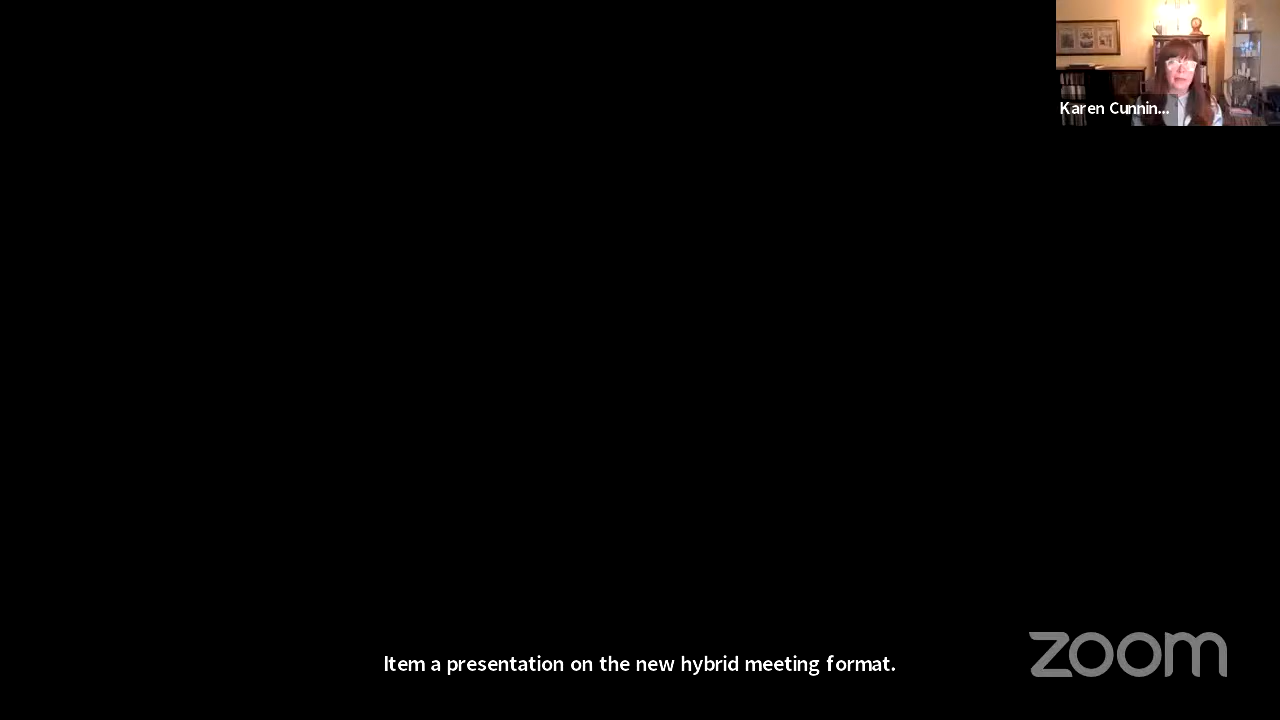 Karen Cunnin...
Item a presentation on the new hybrid meeting format.
zoom